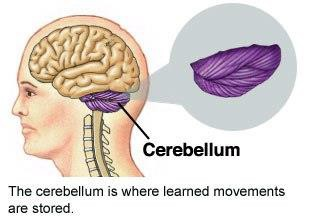 Cerebellum
The cerebellum is where learned movements
are stored.